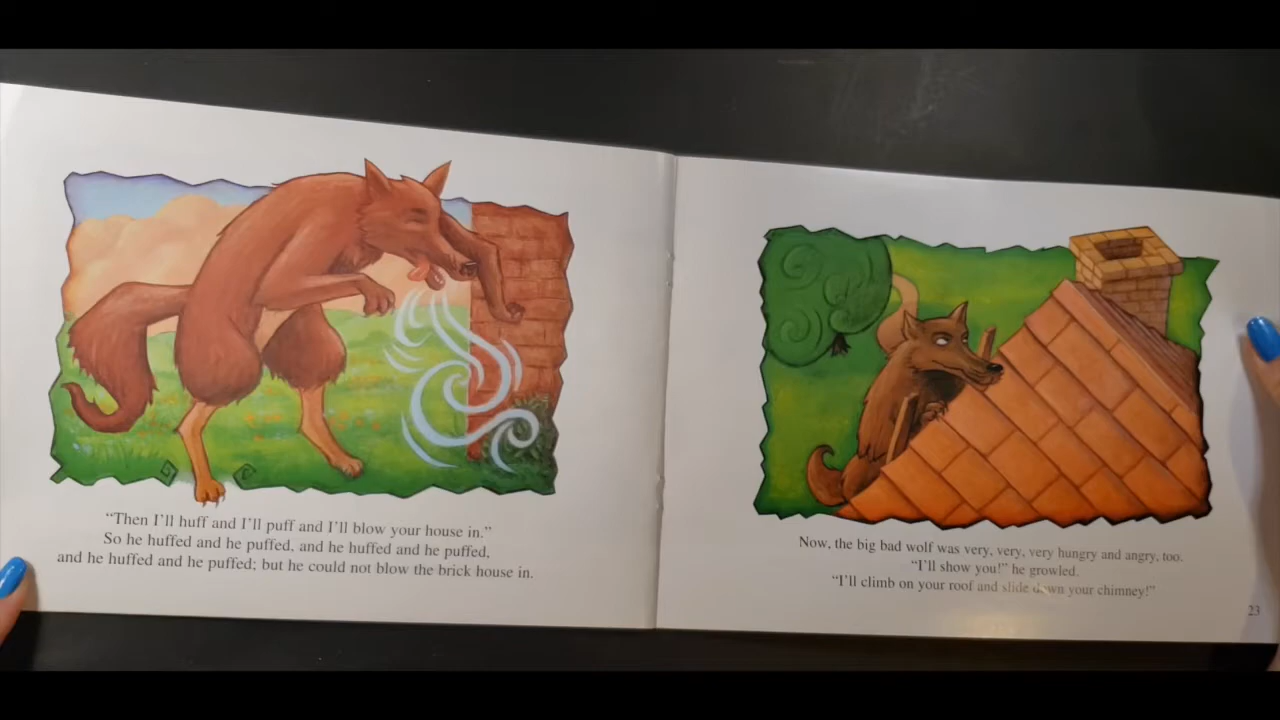 “Then I’ll huff and I’ll puff and I’ll blow your house in.”
So he huffed and he puffed, and he huffed and he puffed,
and he huffed and he puffed; but he could not blow the brick house in.
Now, the big bad wolf was very, very, very hungry and angry, too.
“I’ll show you!” he growled.
“I’ll climb on your roof and slide down your chimney!”
23